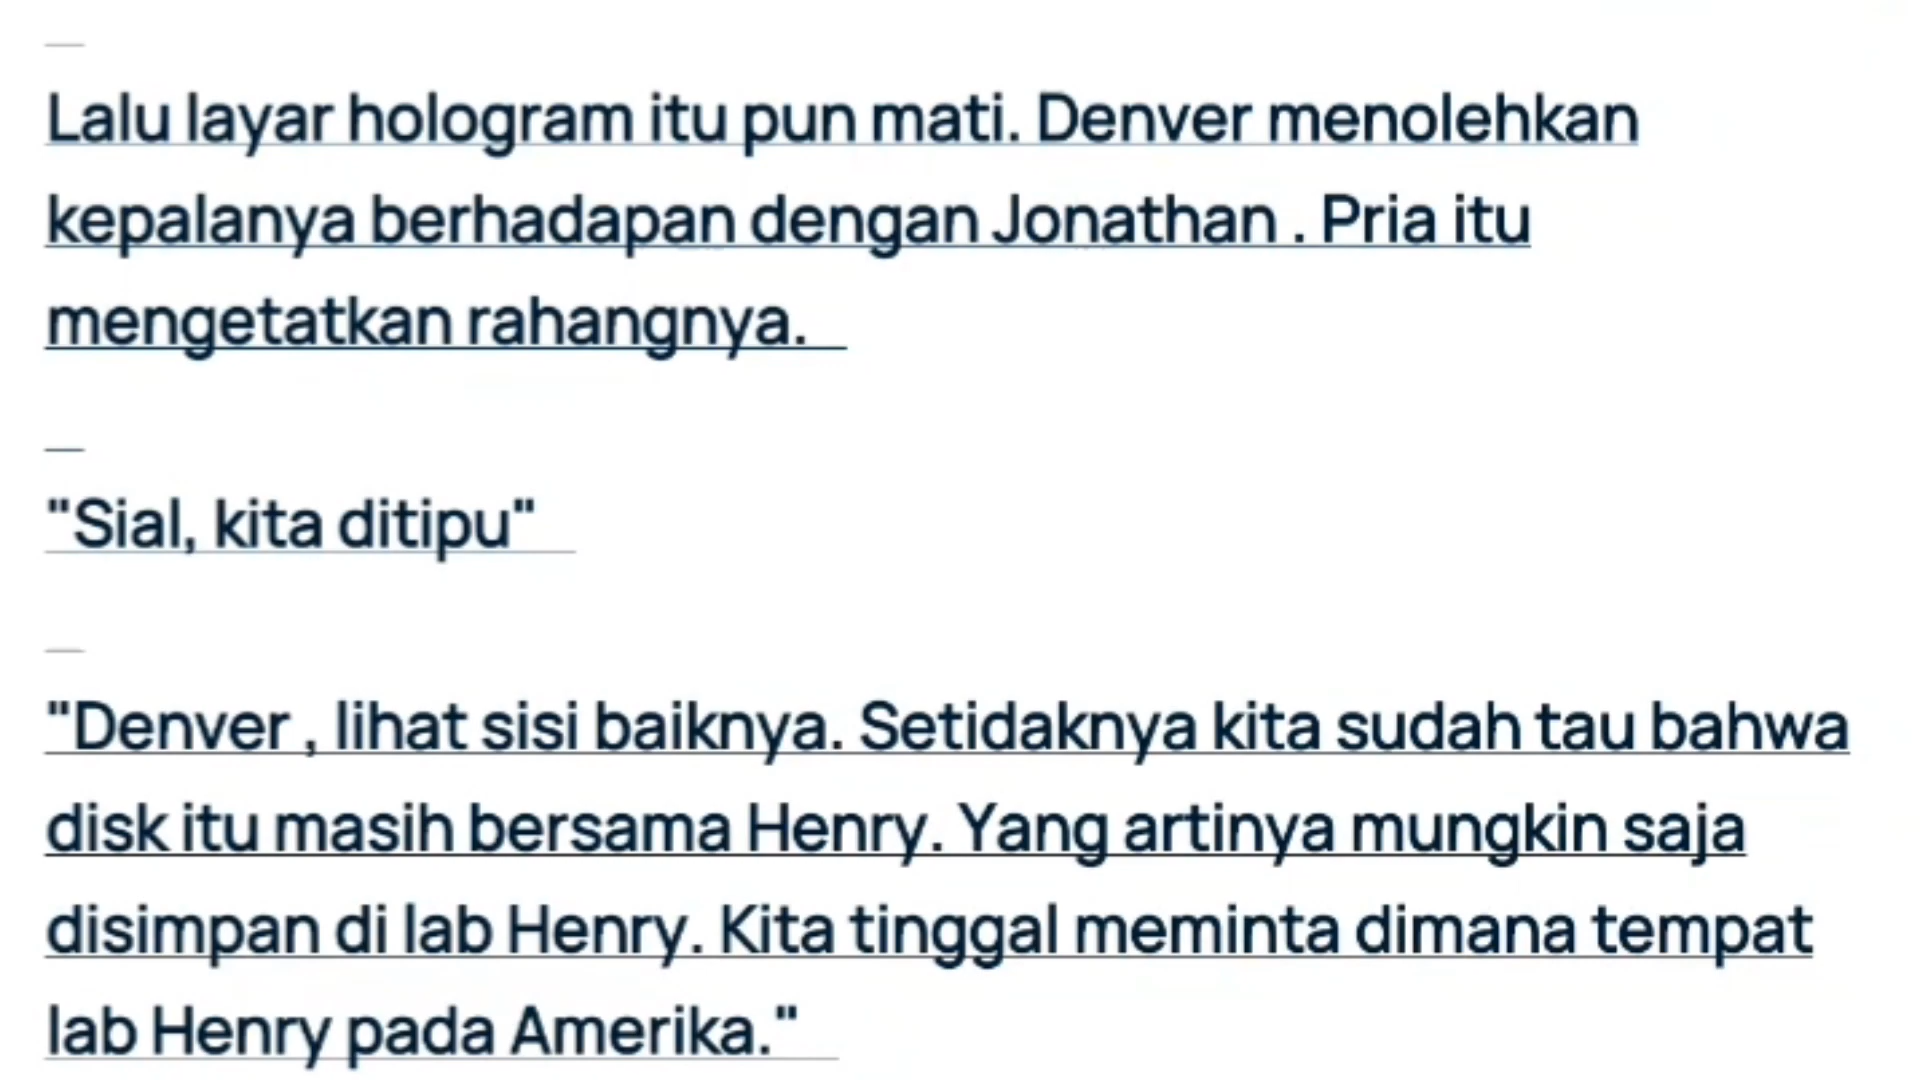 Lalu layar hologram itu pun mati. Denver menolehkan
kepalanya berhadapan dengan Jonathan . Pria itu
mengetatkan rahangnya.
"Sial, kita ditipu"
"Denver , lihat sisi baiknya. Setidaknya kita sudah tau bahwa
disk itu masih bersama Henry. Yang artinya mungkin saja
disimpan di lab Henry. Kita tinggal meminta dimana tempat
lab Henry pada Amerika."